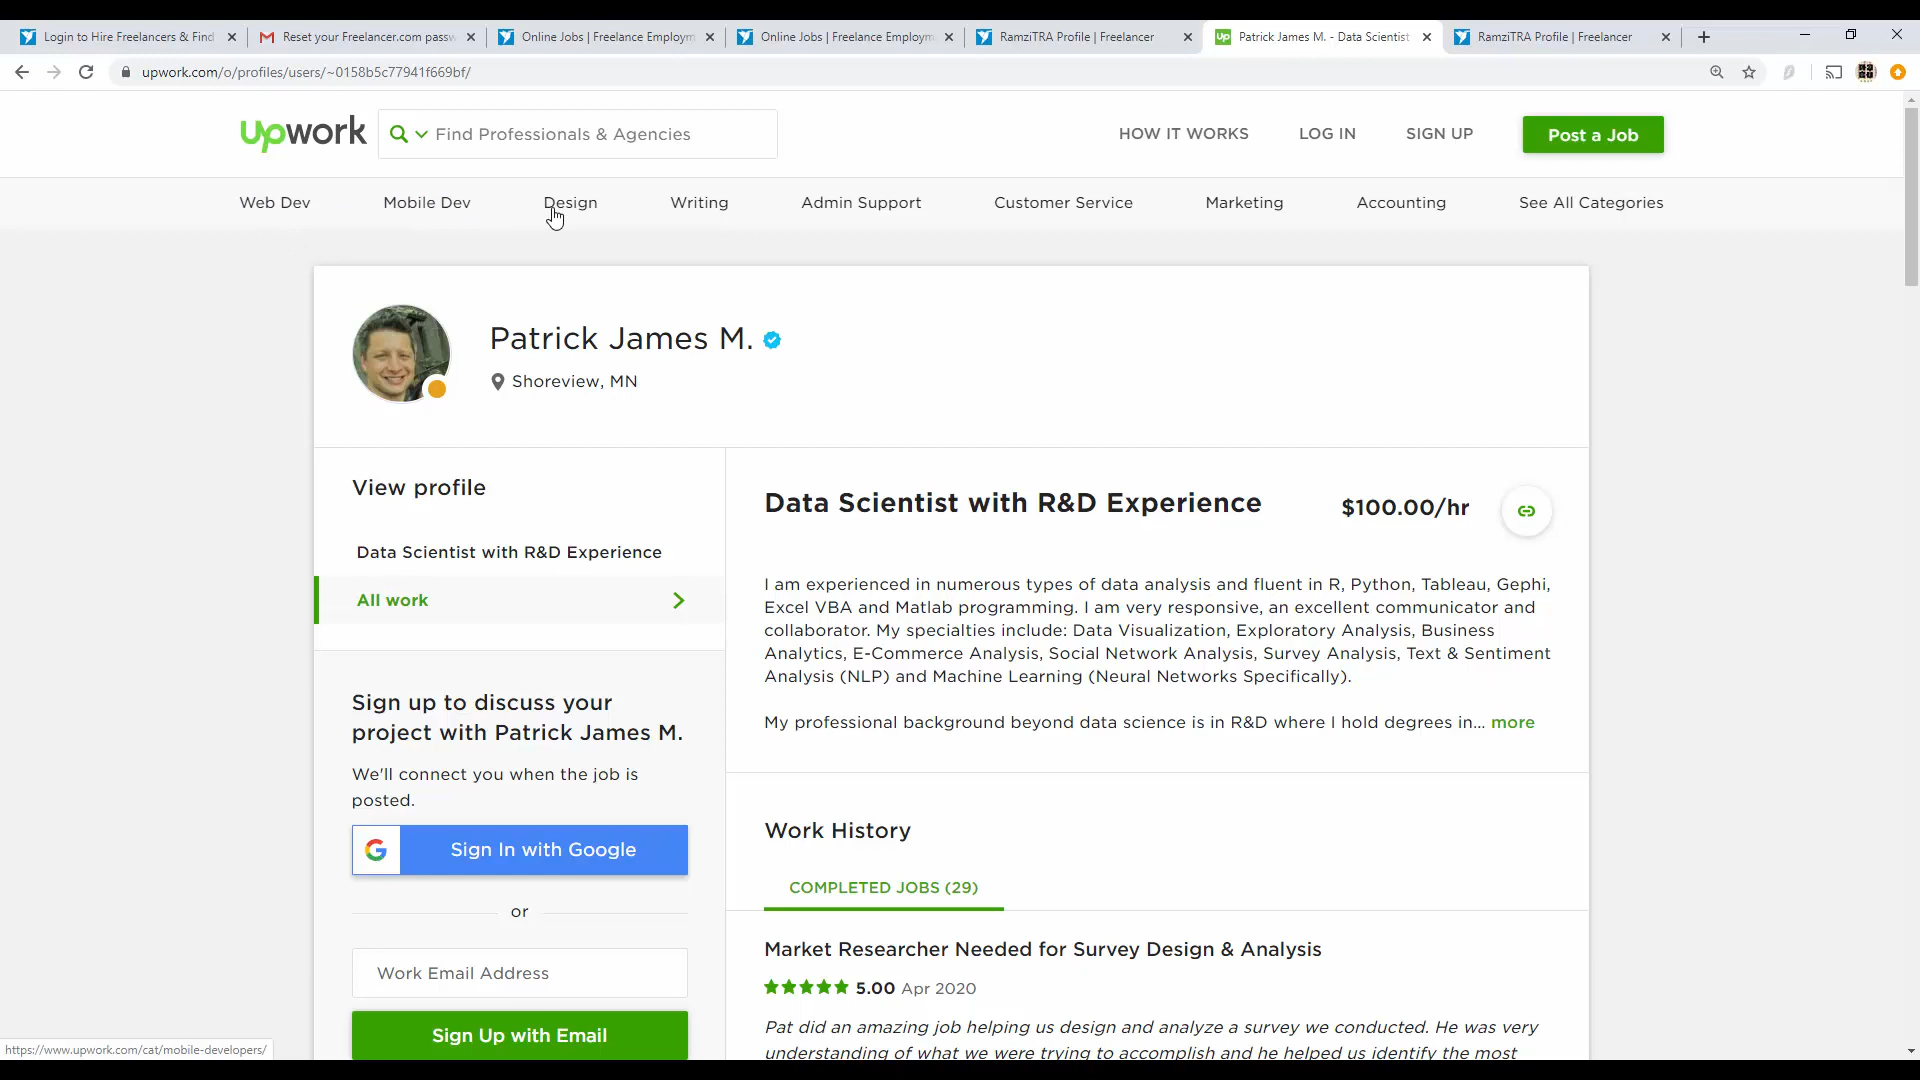 Login to Hire Freelancers & Find
Reset your Freelancer.com passw
Online Jobs | Freelance Employm
Online Jobs | Freelance Employm
RamziTRA Profile | Freelancer
Patrick James M. - Data Scientist
RamziTRA Profile | Freelancer
upwork.com/o/profiles/users/~0158b5c77941f669bf/
upwork
Find Professionals & Agencies
HOW IT WORKS
LOG IN
SIGN UP
Post a Job
Web Dev
Mobile Dev
Design
Writing
Admin Support
Customer Service
Marketing
Accounting
See All Categories
Patrick James M.
Shoreview, MN
View profile
Data Scientist with R&D Experience
All work
Sign up to discuss your
project with Patrick James M.
We'll connect you when the job is
posted.
Sign In with Google
or
Work Email Address
Sign Up with Email
Data Scientist with R&D Experience
$100.00/hr
I am experienced in numerous types of data analysis and fluent in R, Python, Tableau, Gephi,
Excel VBA and Matlab programming. I am very responsive, an excellent communicator and
collaborator. My specialties include: Data Visualization, Exploratory Analysis, Business
Analytics, E-Commerce Analysis, Social Network Analysis, Survey Analysis, Text & Sentiment
Analysis (NLP) and Machine Learning (Neural Networks Specifically).
My professional background beyond data science is in R&D where I hold degrees in... more
Work History
COMPLETED JOBS (29)
Market Researcher Needed for Survey Design & Analysis
5.00 Apr 2020
Pat did an amazing job helping us design and analyze a survey we conducted. He was very
understanding of what we were trying to accomplish and he helped us identify the most
https://www.upwork.com/cat/mobile-developers/